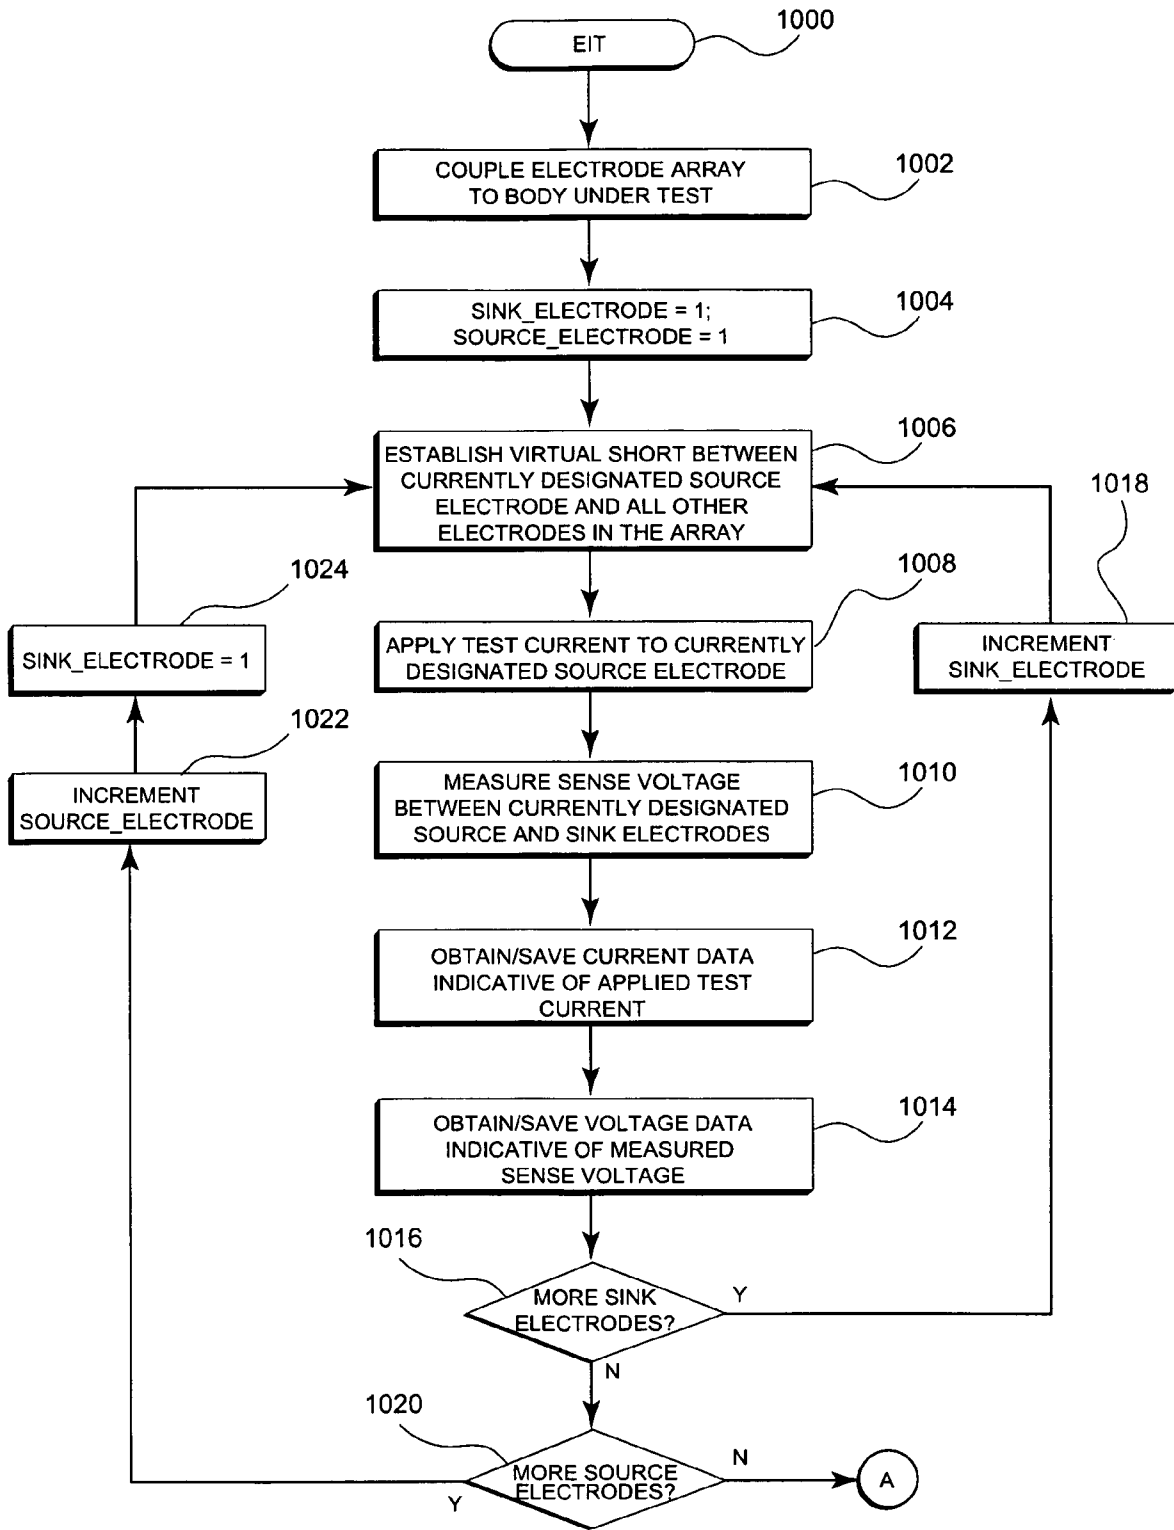 EIT
1000
COUPLE ELECTRODE ARRAY
TO BODY UNDER TEST
1002
SINK_ELECTRODE = 1;
SOURCE_ELECTRODE = 1
1004
ESTABLISH VIRTUAL SHORT BETWEEN
CURRENTLY DESIGNATED SOURCE
ELECTRODE AND ALL OTHER
ELECTRODES IN THE ARRAY
1006
1018
INCREMENT
SINK_ELECTRODE
1024
SINK_ELECTRODE = 1
APPLY TEST CURRENT TO CURRENTLY
DESIGNATED SOURCE ELECTRODE
1008
1022
INCREMENT
SOURCE_ELECTRODE
MEASURE SENSE VOLTAGE
BETWEEN CURRENTLY DESIGNATED
SOURCE AND SINK ELECTRODES
1010
OBTAIN/SAVE CURRENT DATA
INDICATIVE OF APPLIED TEST
CURRENT
1012
OBTAIN/SAVE VOLTAGE DATA
INDICATIVE OF MEASURED
SENSE VOLTAGE
1014
1016
MORE SINK
ELECTRODES?
Y
N
1020
MORE SOURCE
ELECTRODES?
Y
N
A